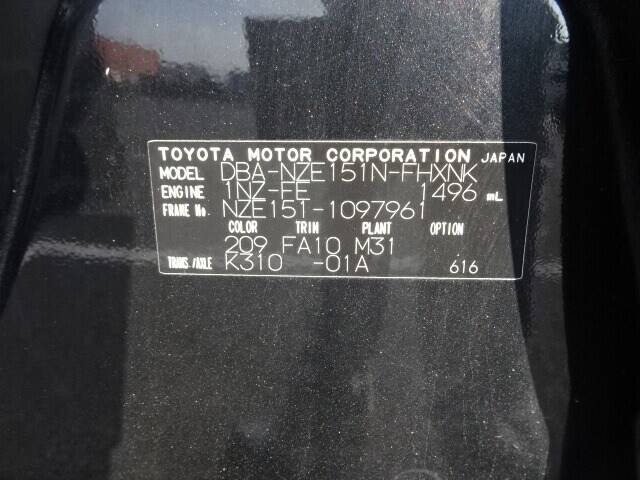 TOYOTA MOTOR CORPORATION JAPAN
MODEL DBA-NZE151N-FHXNK
ENGINE 1NZ-FE 1496 mL
FRAME No. NZE151-1097961
COLOR TRIM PLANT OPTION
209 FA10 M31
TRANS./AXLE K310 -01A 616